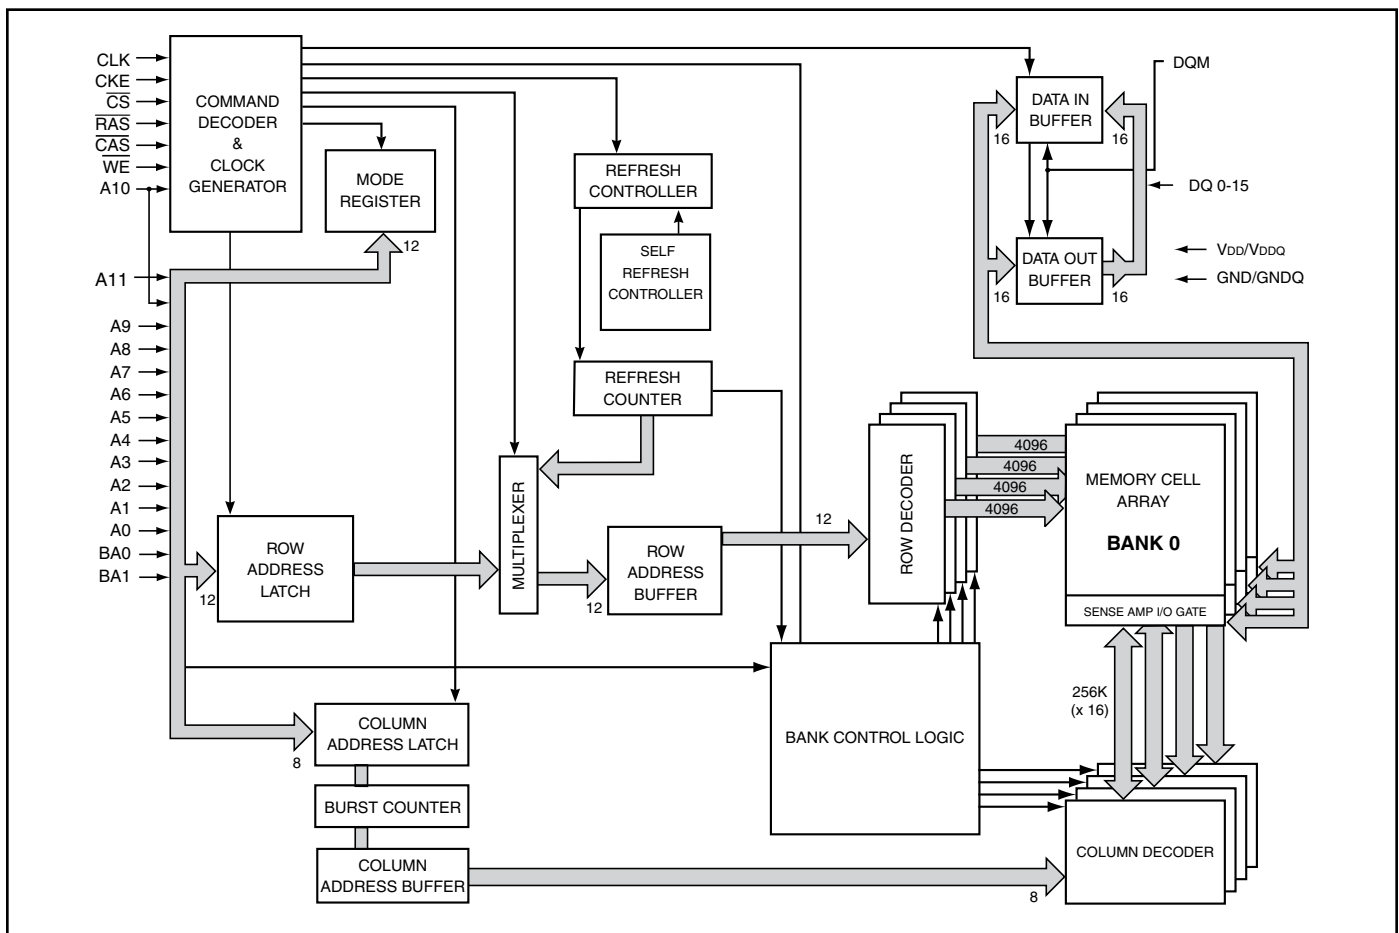 CLK
CKE
C̅S̅
R̅A̅S̅
C̅A̅S̅
W̅E̅
A10
A11
A9
A8
A7
A6
A5
A4
A3
A2
A1
A0
BA0
BA1
COMMAND
DECODER
&
CLOCK
GENERATOR
MODE
REGISTER
12
REFRESH
CONTROLLER
SELF
REFRESH
CONTROLLER
REFRESH
COUNTER
DATA IN
BUFFER
16
16
DQM
DQ 0-15
DATA OUT
BUFFER
16
16
VDD/VDDQ
GND/GNDQ
ROW
ADDRESS
LATCH
12
MULTIPLEXER
12
ROW
ADDRESS
BUFFER
12
ROW DECODER
4096
4096
4096
4096
MEMORY CELL
ARRAY
BANK 0
SENSE AMP I/O GATE
256K
(x 16)
BANK CONTROL LOGIC
COLUMN
ADDRESS LATCH
8
BURST COUNTER
COLUMN
ADDRESS BUFFER
8
COLUMN DECODER